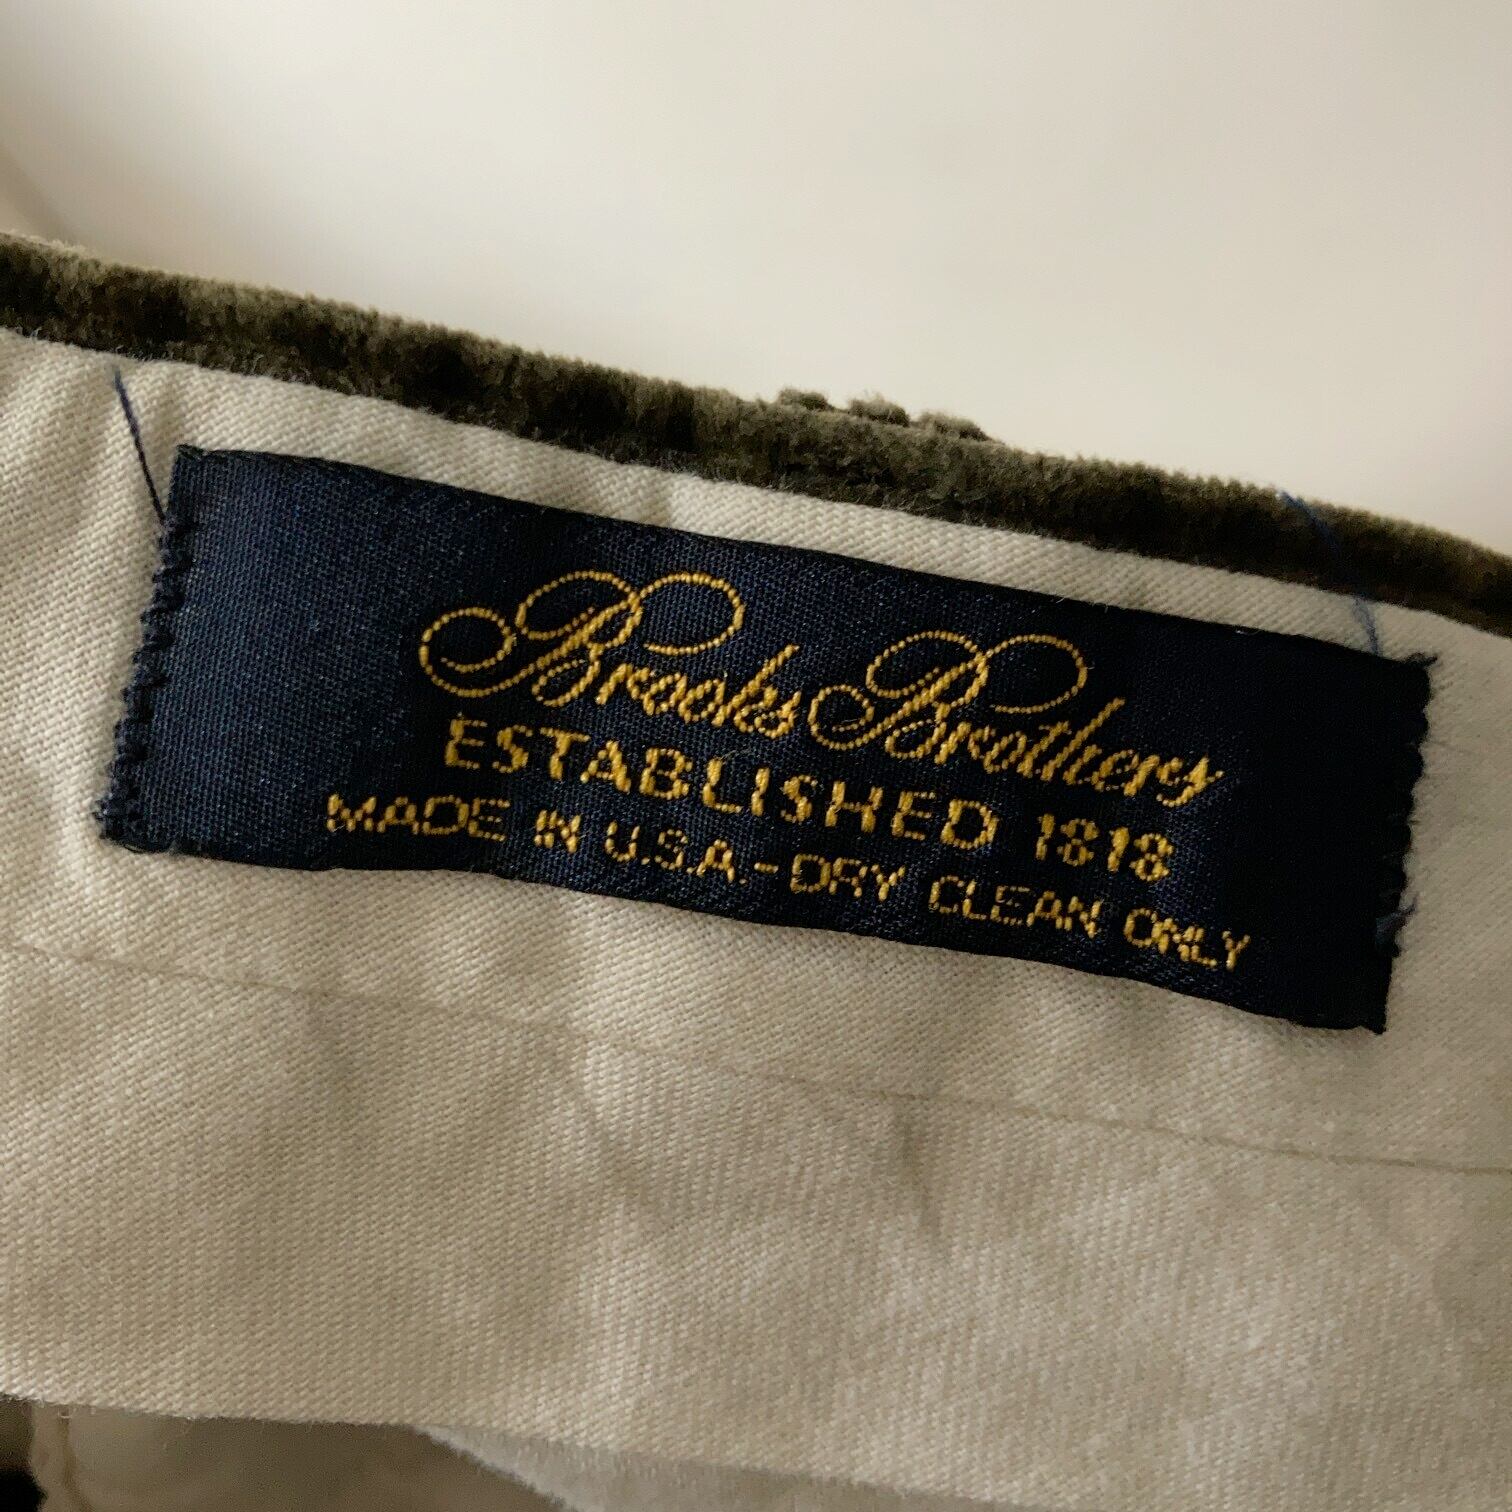 Brooks Brothers
ESTABLISHED 1818
MADE IN U.S.A.-DRY CLEAN ONLY